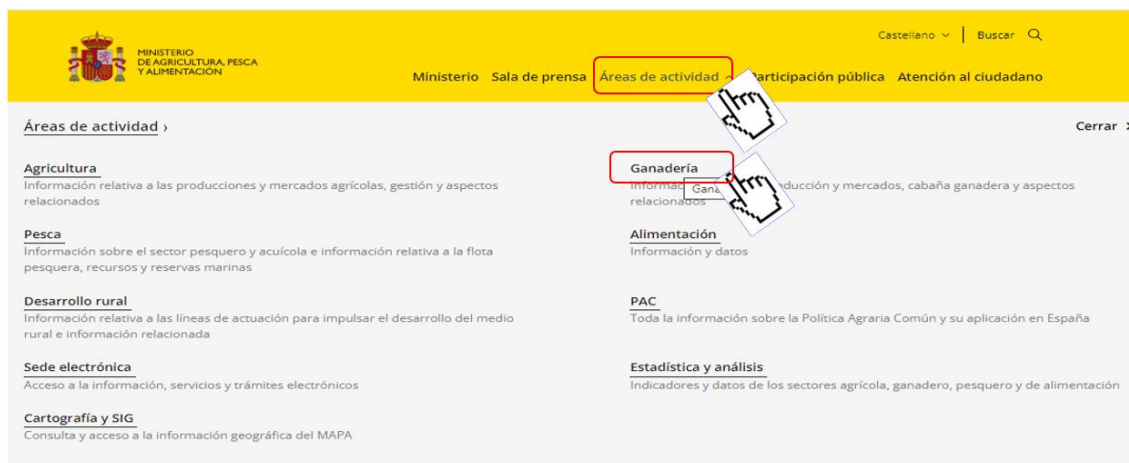 Castellano Buscar
MINISTERIO
DE AGRICULTURA, PESCA
Y ALIMENTACIÓN
Ministerio Sala de prensa Áreas de actividad Participación pública Atención al ciudadano
Áreas de actividad ›
Cerrar
Agricultura
Información relativa a las producciones y mercados agrícolas, gestión y aspectos
relacionados
Ganadería
producción y mercados, cabaña ganadera y aspectos
relacionados
Pesca
Información sobre el sector pesquero y acuícola e información relativa a la flota
pesquera, recursos y reservas marinas
Alimentación
Información y datos
Desarrollo rural
Información relativa a las líneas de actuación para impulsar el desarrollo del medio
rural e información relacionada
PAC
Toda la información sobre la Política Agraria Común y su aplicación en España
Sede electrónica
Acceso a la información, servicios y trámites electrónicos
Estadística y análisis
Indicadores y datos de los sectores agrícola, ganadero, pesquero y de alimentación
Cartografía y SIG
Consulta y acceso a la información geográfica del MAPA